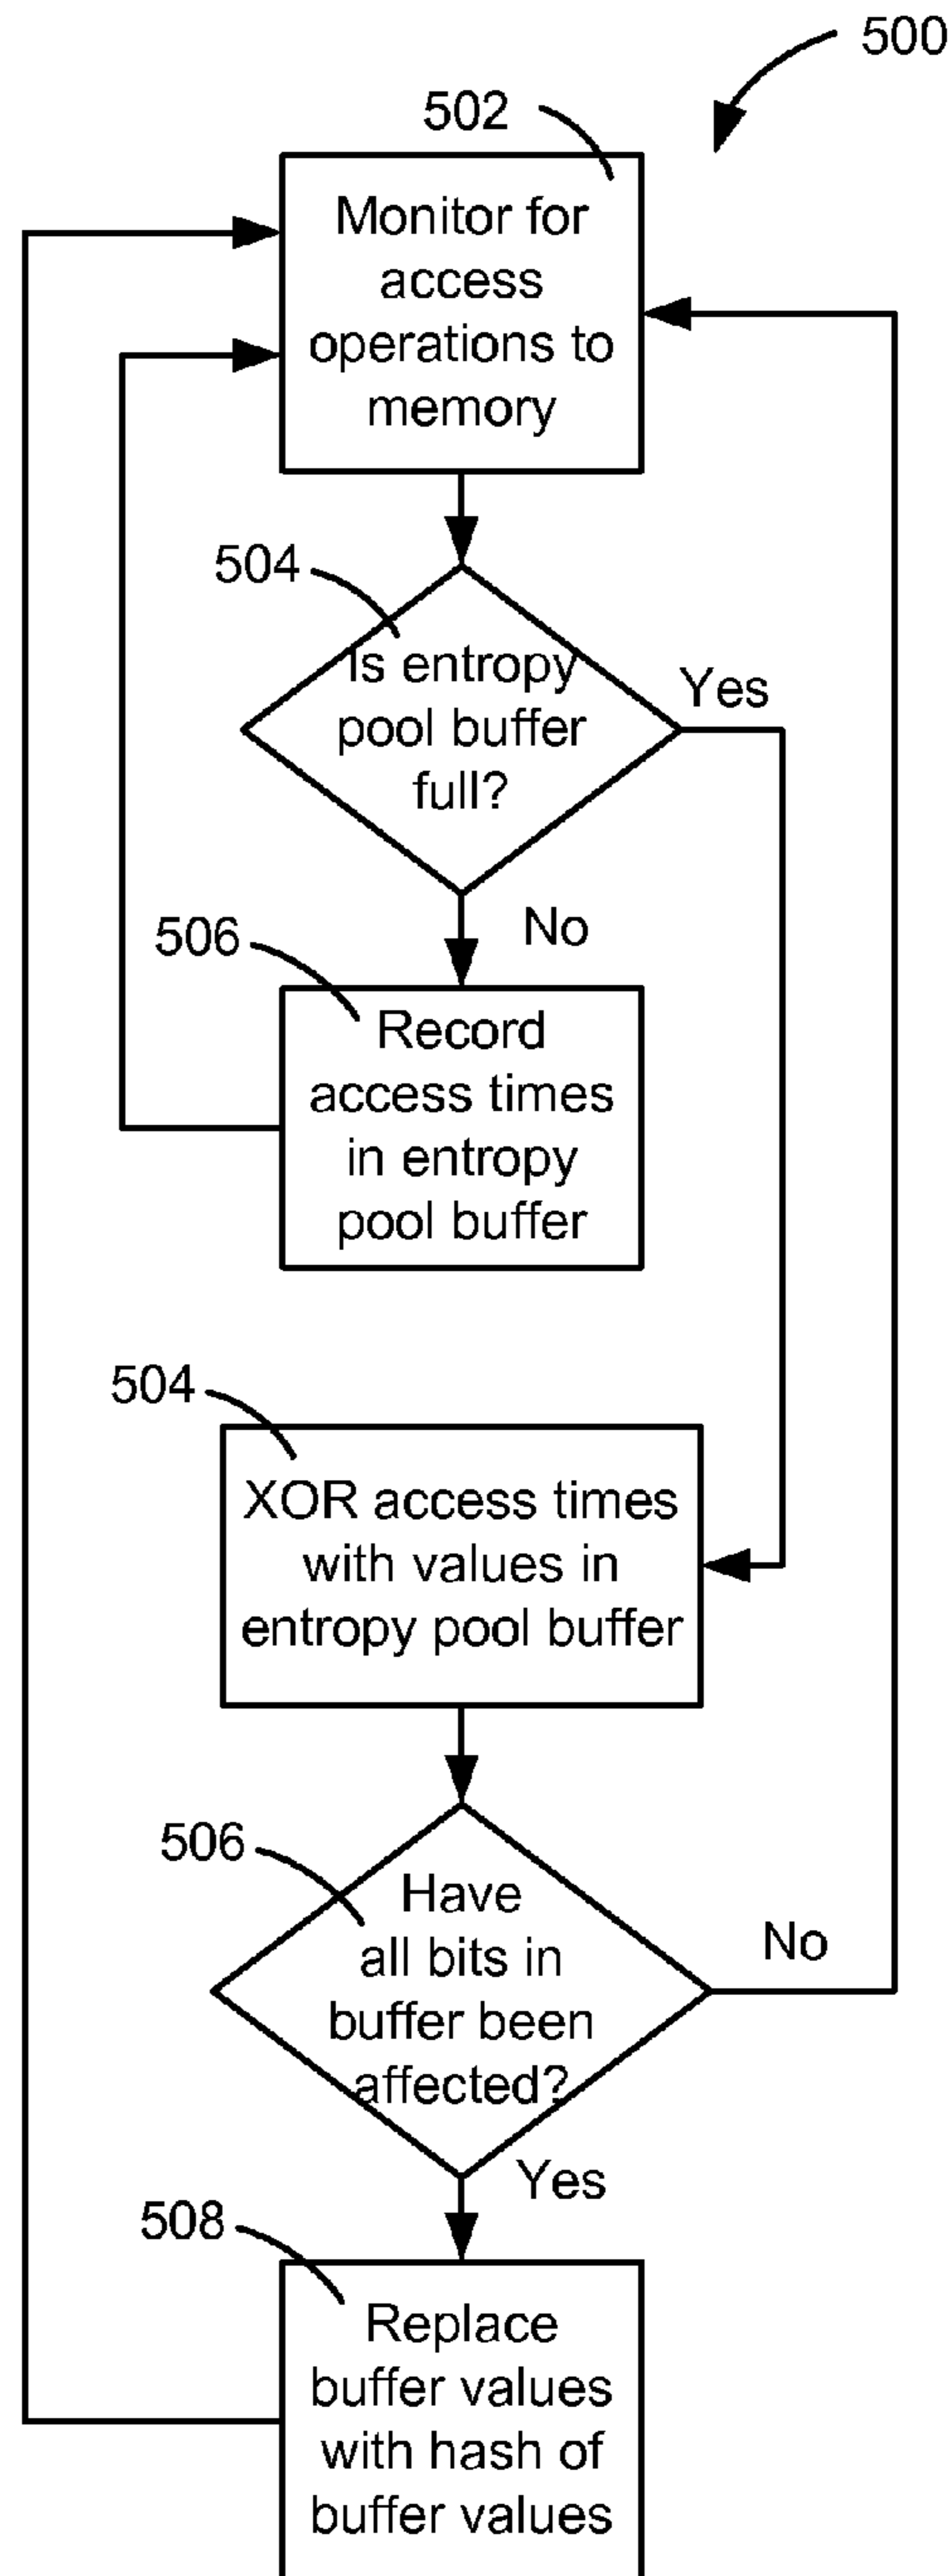 500
502
Monitor for
access
operations to
memory
504
Is entropy
pool buffer
full?
Yes
No
506
Record
access times
in entropy
pool buffer
504
XOR access times
with values in
entropy pool buffer
506
Have
all bits in
buffer been
affected?
No
Yes
508
Replace
buffer values
with hash of
buffer values